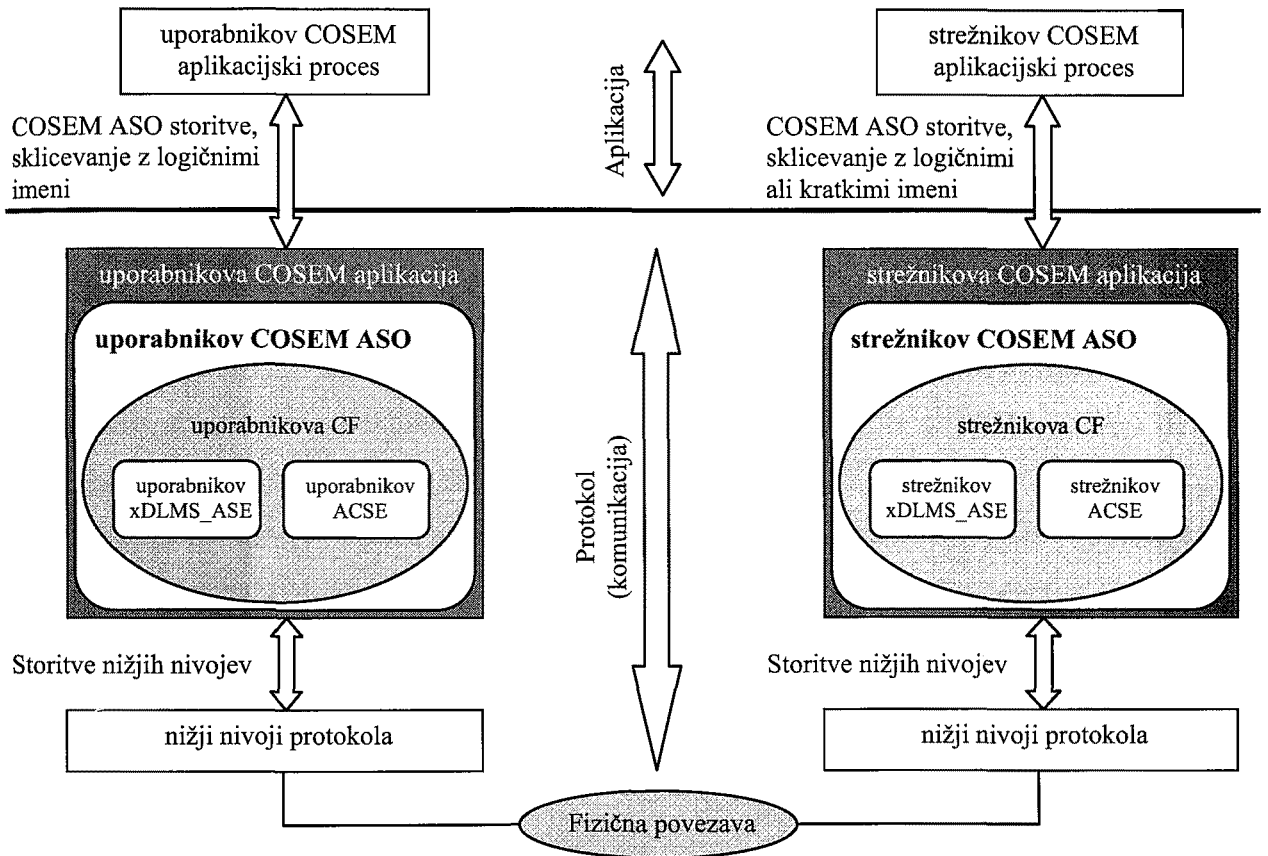 uporabnikov COSEM
aplikacijski proces
strežnikov COSEM
aplikacijski proces
COSEM ASO storitve,
sklicevanje z logičnimi
imeni
Aplikacija
COSEM ASO storitve,
sklicevanje z logičnimi
ali kratkimi imeni
uporabnikova COSEM aplikacija
uporabnikov COSEM ASO
uporabnikova CF
uporabnikov
xDLMS_ASE
uporabnikov
ACSE
Protokol
(komunikacija)
strežnikova COSEM aplikacija
strežnikov COSEM ASO
strežnikova CF
strežnikov
xDLMS_ASE
strežnikov
ACSE
Storitve nižjih nivojev
Storitve nižjih nivojev
nižji nivoji protokola
nižji nivoji protokola
Fizična povezava